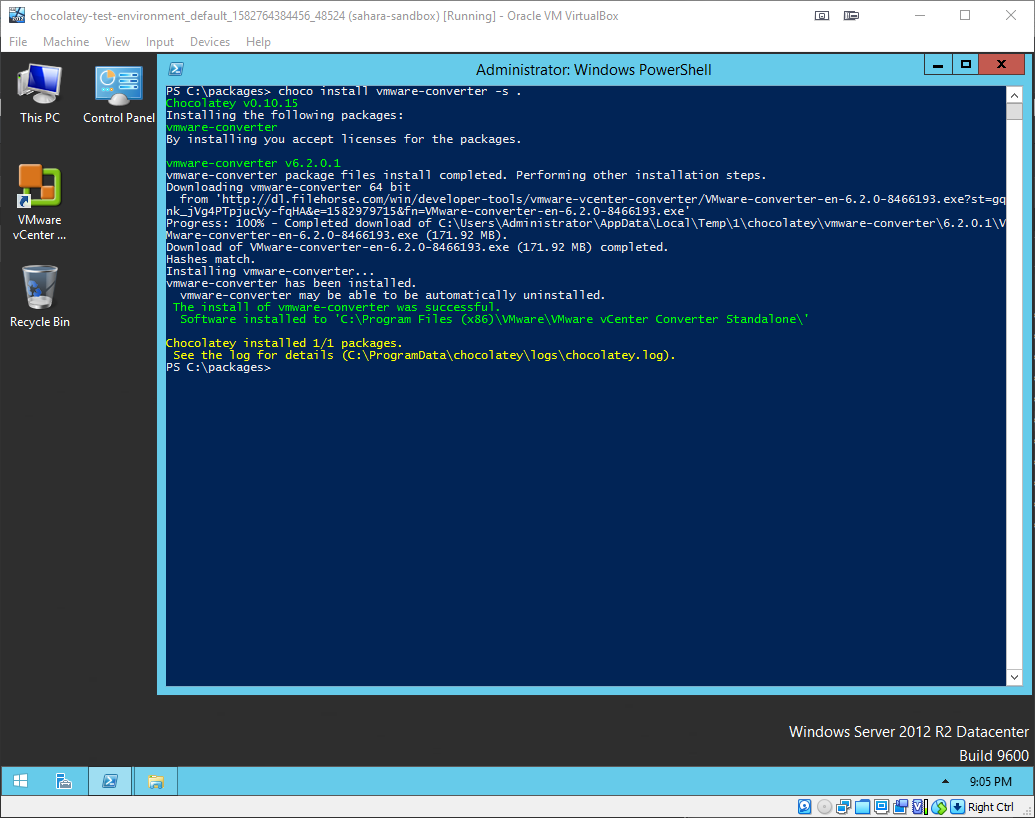 chocolatey-test-environment_default_1582764384456_48524 (sahara-sandbox) [Running] - Oracle VM VirtualBox
File Machine View Input Devices Help
This PC
Control Panel
VMware
vCenter ...
Recycle Bin
Administrator: Windows PowerShell
PS C:\packages> choco install vmware-converter -s .
Chocolatey v0.10.15
Installing the following packages:
vmware-converter
By installing you accept licenses for the packages.
vmware-converter v6.2.0.1
vmware-converter package files install completed. Performing other installation steps.
Downloading vmware-converter 64 bit
from 'http://dl.filehorse.com/win/developer-tools/vmware-vcenter-converter/VMware-converter-en-6.2.0-8466193.exe?st=gq
nk_jVg4PTpjucVy-fqHA&e=1582979715&fn=VMware-converter-en-6.2.0-8466193.exe'
Progress: 100% - Completed download of C:\Users\Administrator\AppData\Local\Temp\1\chocolatey\vmware-converter\6.2.0.1\V
Mware-converter-en-6.2.0-8466193.exe (171.92 MB).
Download of VMware-converter-en-6.2.0-8466193.exe (171.92 MB) completed.
Hashes match.
Installing vmware-converter...
vmware-converter has been installed.
vmware-converter may be able to be automatically uninstalled.
The install of vmware-converter was successful.
Software installed to 'C:\Program Files (x86)\VMware\VMware vCenter Converter Standalone\'
Chocolatey installed 1/1 packages.
See the log for details (C:\ProgramData\chocolatey\logs\chocolatey.log).
PS C:\packages>
Windows Server 2012 R2 Datacenter
Build 9600
9:05 PM
Right Ctrl